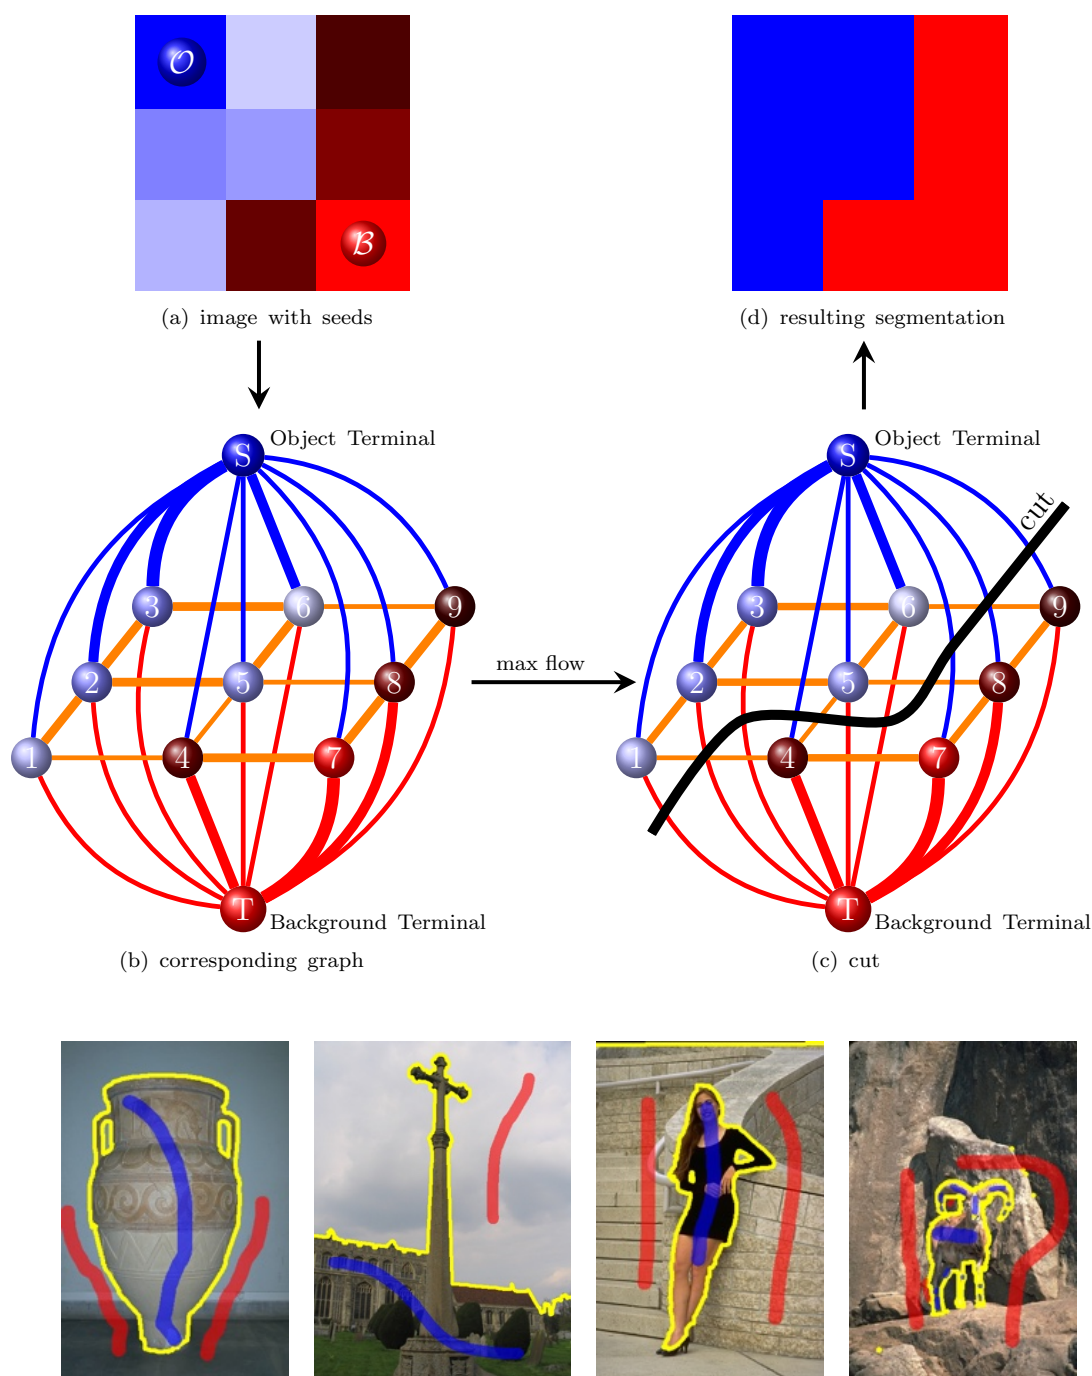 O
B
(a) image with seeds
(d) resulting segmentation
S
Object Terminal
3
6
9
2
5
8
1
4
7
T
Background Terminal
(b) corresponding graph
max flow
S
Object Terminal
cut
3
6
9
2
5
8
1
4
7
T
Background Terminal
(c) cut